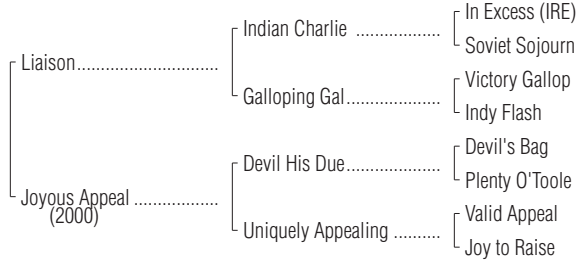 In Excess (IRE)
Indian Charlie ..................
Soviet Sojourn
Liaison..............................
Victory Gallop
Galloping Gal....................
Indy Flash
Devil's Bag
Devil His Due....................
Plenty O'Toole
Joyous Appeal ..................
(2000)
Valid Appeal
Uniquely Appealing ..........
Joy to Raise